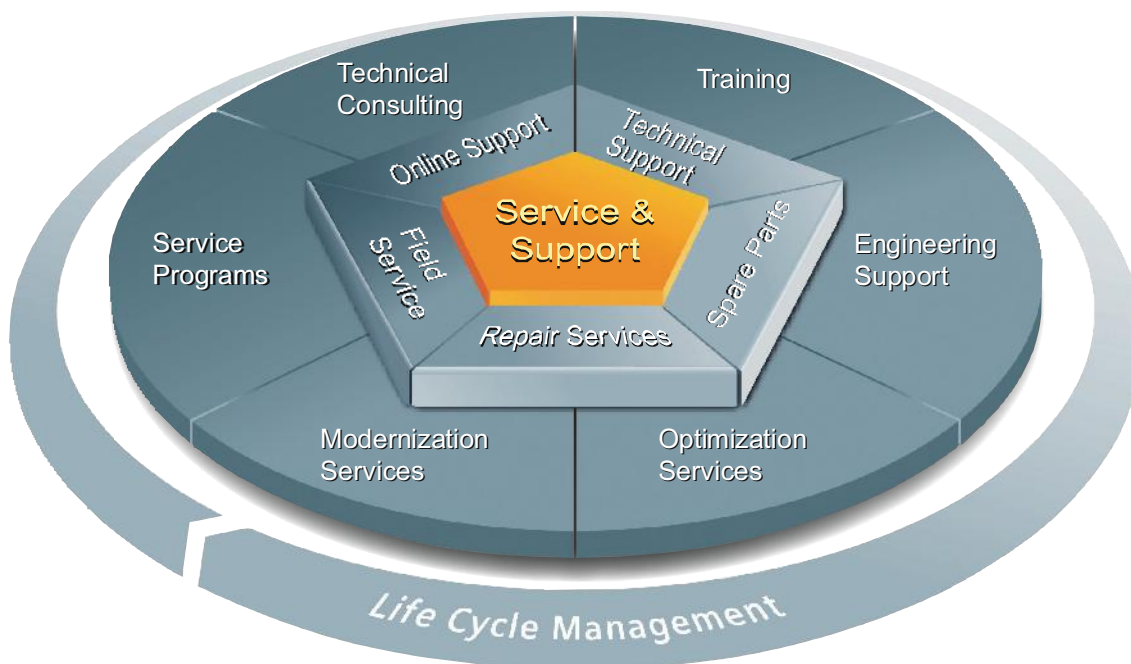 Technical
Consulting
Training
Online Support
Technical
Support
Service &
Support
Field
Service
Spare Parts
Service
Programs
Engineering
Support
Repair Services
Modernization
Services
Optimization
Services
Life Cycle Management